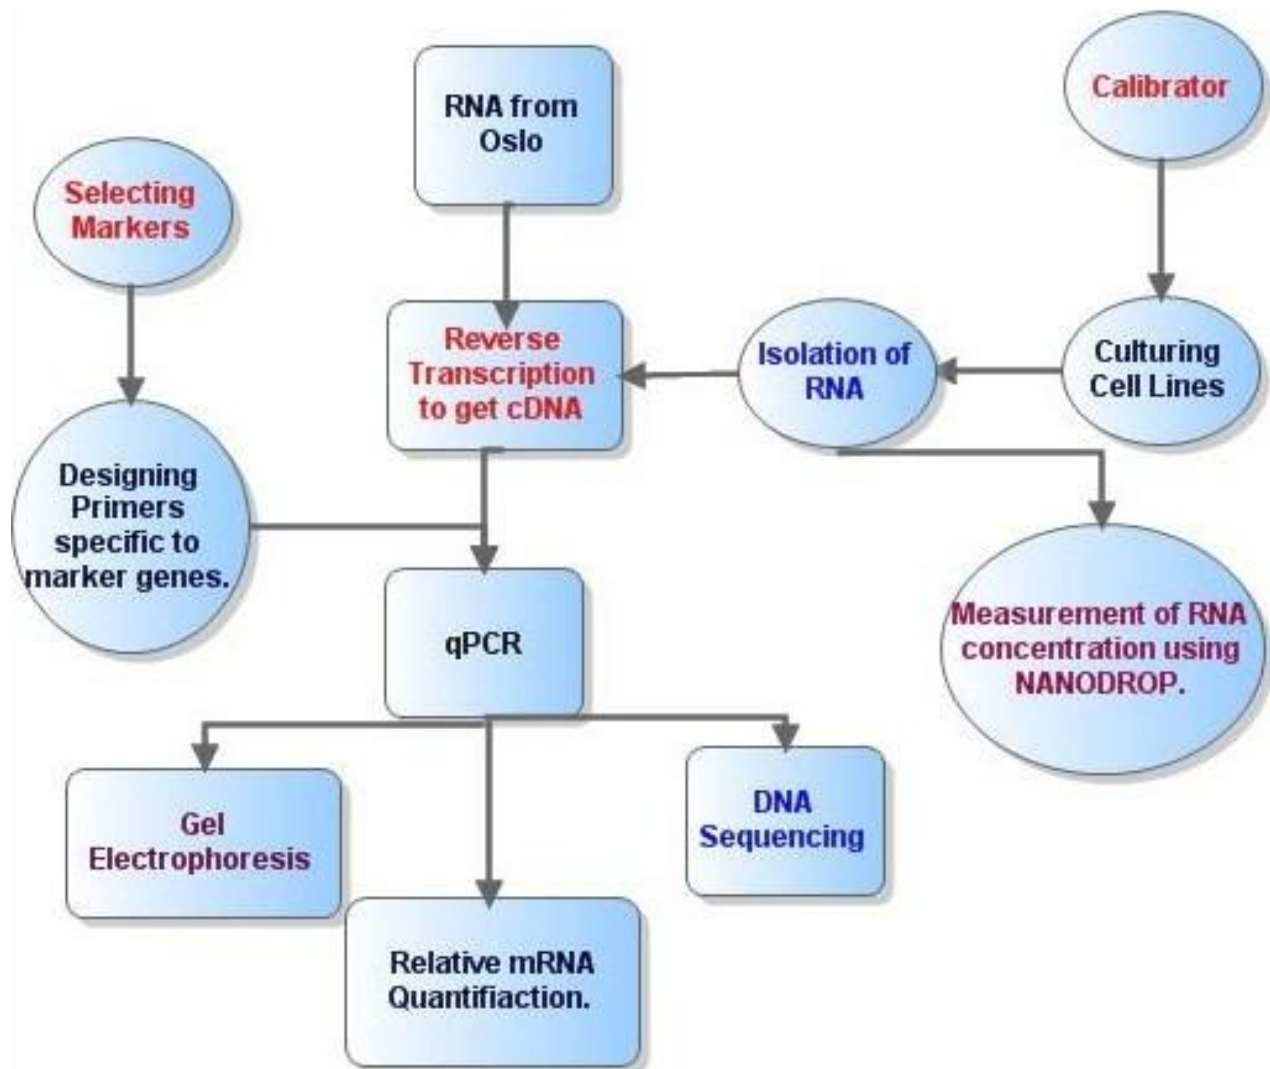 Calibrator
RNA from
Oslo
Selecting
Markers
Reverse
Transcription
to get cDNA
Isolation of
RNA
Culturing
Cell Lines
Designing
Primers
specific to
marker genes.
qPCR
Measurement of RNA
concentration using
NANODROP.
Gel
Electrophoresis
DNA
Sequencing
Relative mRNA
Quantifiaction.